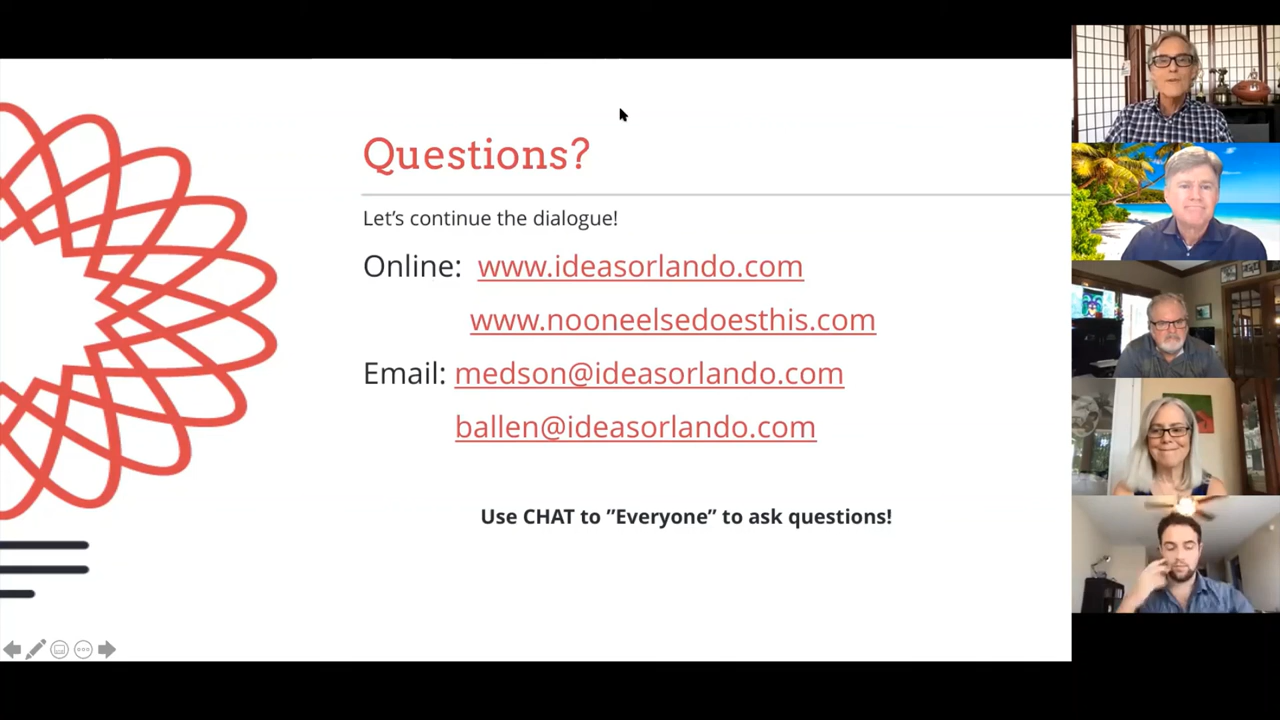 Questions?
Let’s continue the dialogue!
Online: www.ideasorlando.com
www.nooneelsedoesthis.com
Email: medson@ideasorlando.com
ballen@ideasorlando.com
Use CHAT to ”Everyone” to ask questions!